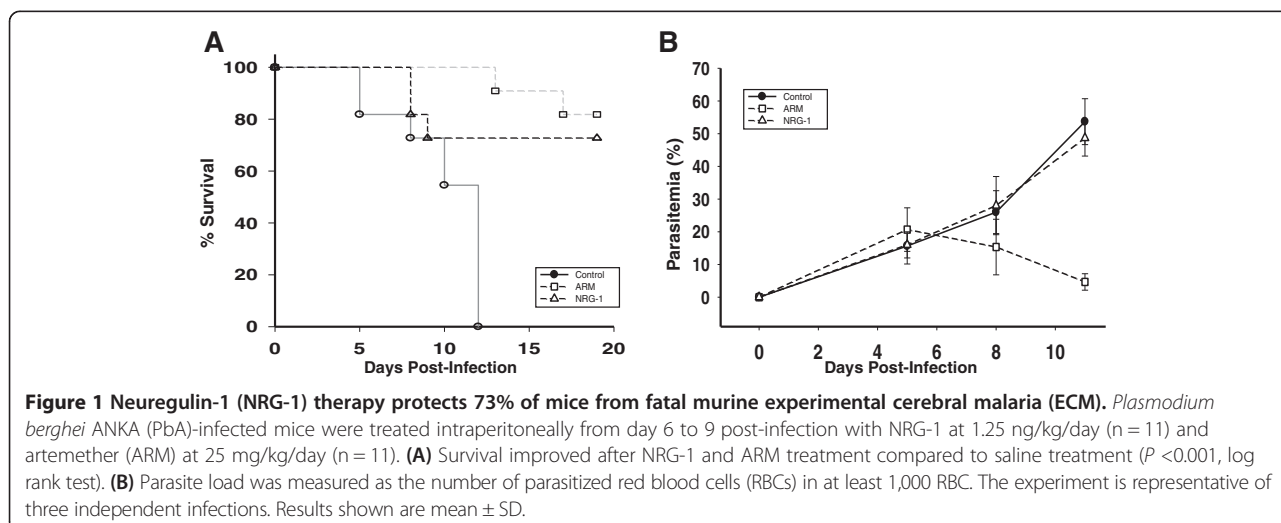 A
100
80
60
40
20
0
% Survival
0 5 10 15 20
Days Post-Infection
Control
ARM
NRG-1
B
70
60
50
40
30
20
10
0
Parasitemia (%)
0 2 4 6 8 10
Days Post-Infection
Control
ARM
NRG-1
Figure 1 Neuregulin-1 (NRG-1) therapy protects 73% of mice from fatal murine experimental cerebral malaria (ECM). Plasmodium
berghei ANKA (PbA)-infected mice were treated intraperitoneally from day 6 to 9 post-infection with NRG-1 at 1.25 ng/kg/day (n = 11) and
artemether (ARM) at 25 mg/kg/day (n = 11). (A) Survival improved after NRG-1 and ARM treatment compared to saline treatment (P <0.001, log
rank test). (B) Parasite load was measured as the number of parasitized red blood cells (RBCs) in at least 1,000 RBC. The experiment is representative of
three independent infections. Results shown are mean ± SD.